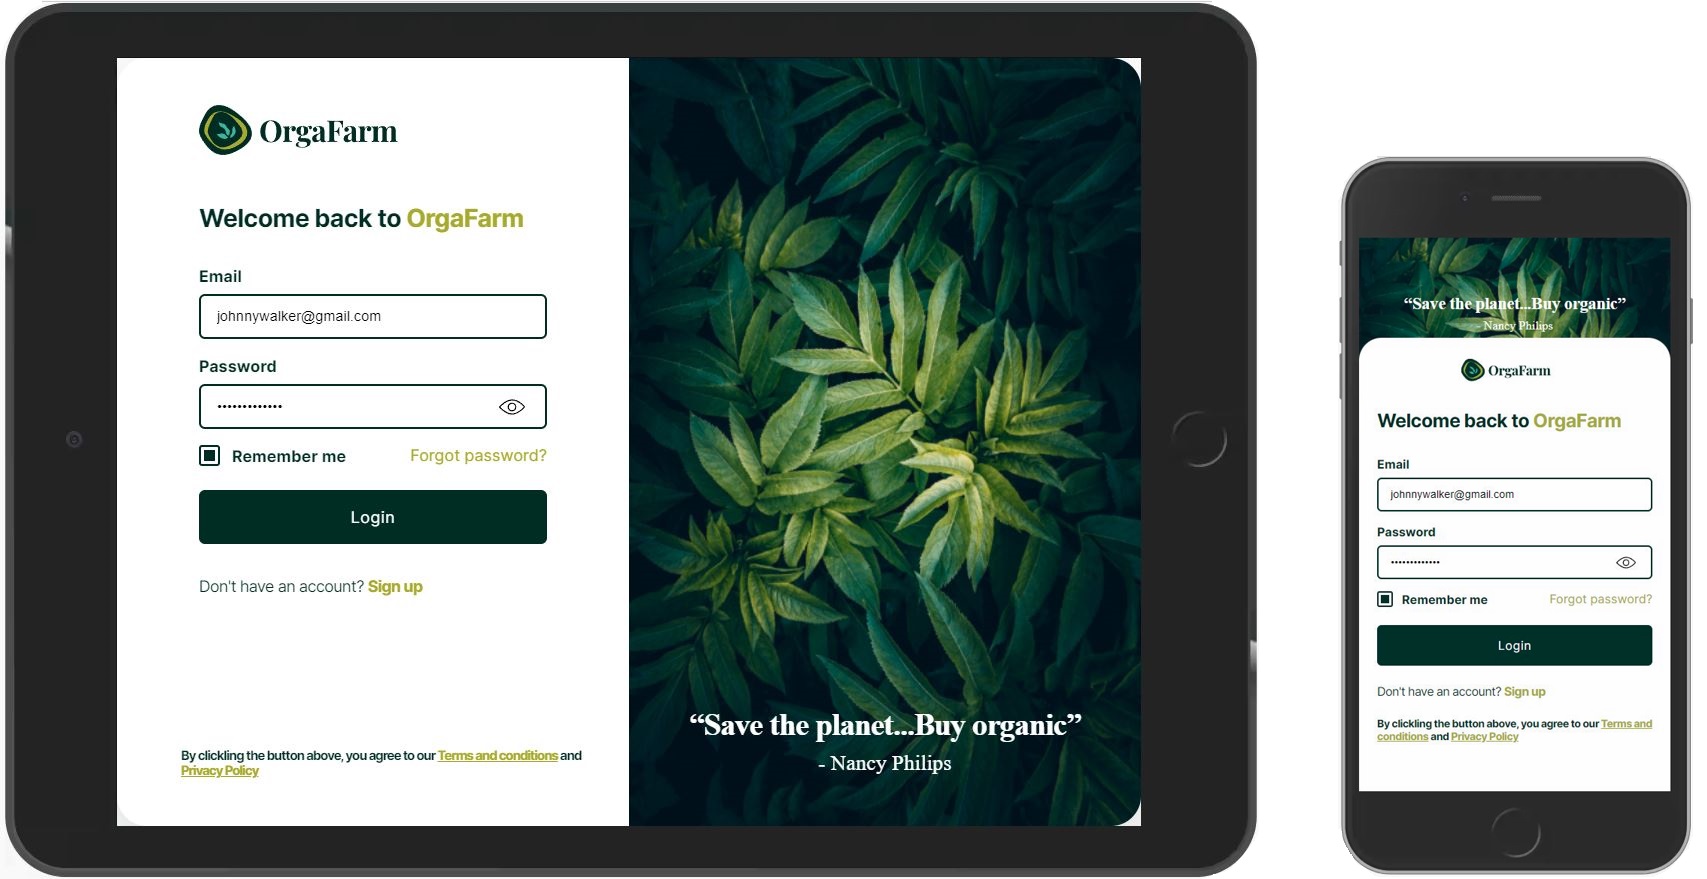 OrgaFarm
Welcome back to OrgaFarm
Email
johnnywalker@gmail.com
Password
•••••••••••••
Remember me
Forgot password?
Login
Don't have an account? Sign up
By clickling the button above, you agree to our Terms and conditions and
Privacy Policy
“Save the planet...Buy organic”
- Nancy Philips
“Save the planet...Buy organic”
- Nancy Philips
OrgaFarm
Welcome back to OrgaFarm
Email
johnnywalker@gmail.com
Password
•••••••••••••
Remember me
Forgot password?
Login
Don't have an account? Sign up
By clickling the button above, you agree to our Terms and
conditions and Privacy Policy